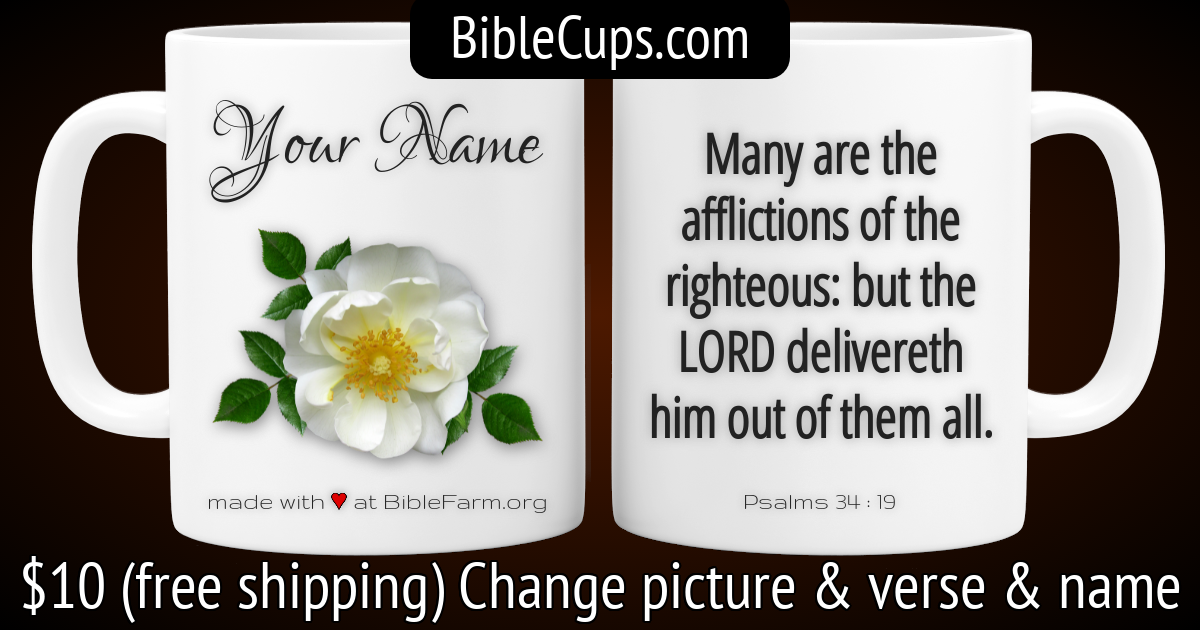 BibleCups.com
Your Name
made with ♥ at BibleFarm.org
Many are the
afflictions of the
righteous: but the
LORD delivereth
him out of them all.
Psalms 34 : 19
$10 (free shipping) Change picture & verse & name